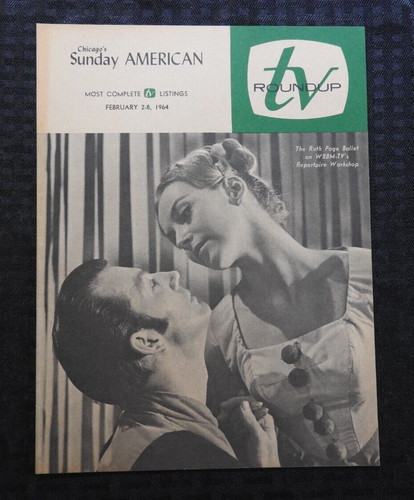 Chicago's
Sunday AMERICAN
MOST COMPLETE tv LISTINGS
FEBRUARY 2-8, 1964
tv
ROUNDUP
The Ruth Page Ballet
on WBBM-TV's
Repertoire Workshop